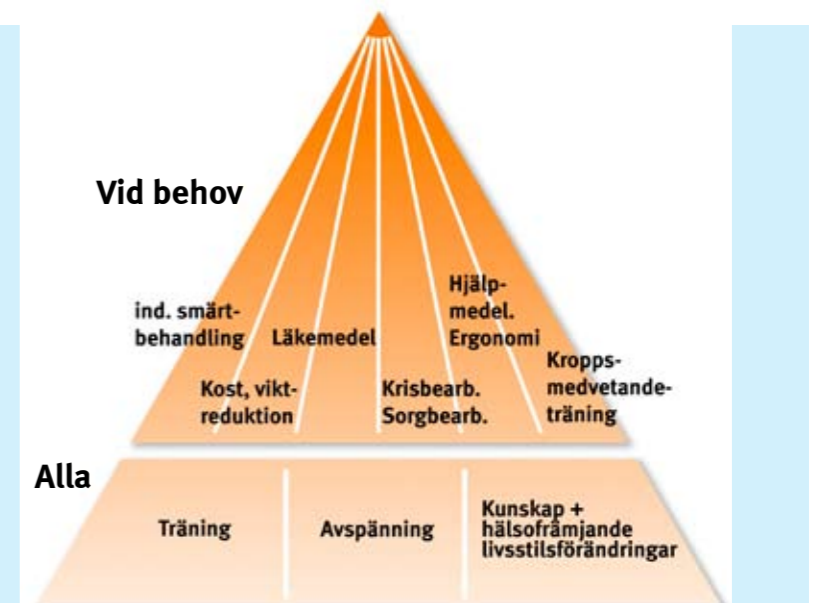 Vid behov
ind. smärt-
behandling
Kost, vikt-
reduktion
Läkemedel
Krisbearb.
Sorgbearb.
Hjälp-
medel.
Ergonomi
Kropps-
medvetande-
träning
Alla
Träning
Avspänning
Kunskap +
hälsofrämjande
livsstilsförändringar